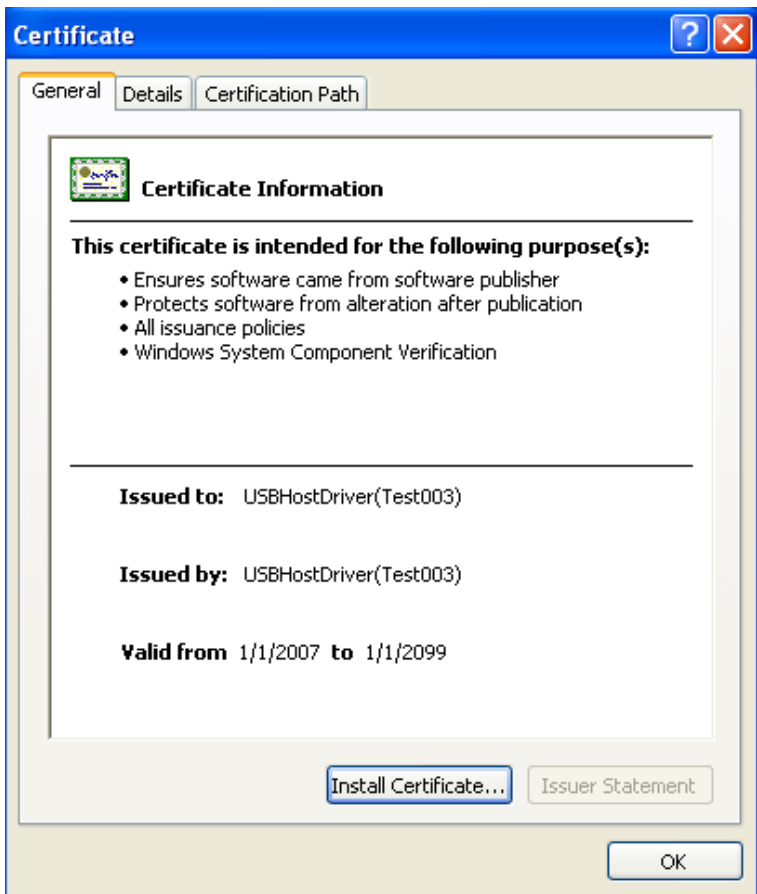 Certificate
General Details Certification Path
Certificate Information
This certificate is intended for the following purpose(s):
• Ensures software came from software publisher
• Protects software from alteration after publication
• All issuance policies
• Windows System Component Verification
Issued to: USBHostDriver(Test003)
Issued by: USBHostDriver(Test003)
Valid from 1/1/2007 to 1/1/2099
Install Certificate... Issuer Statement
OK